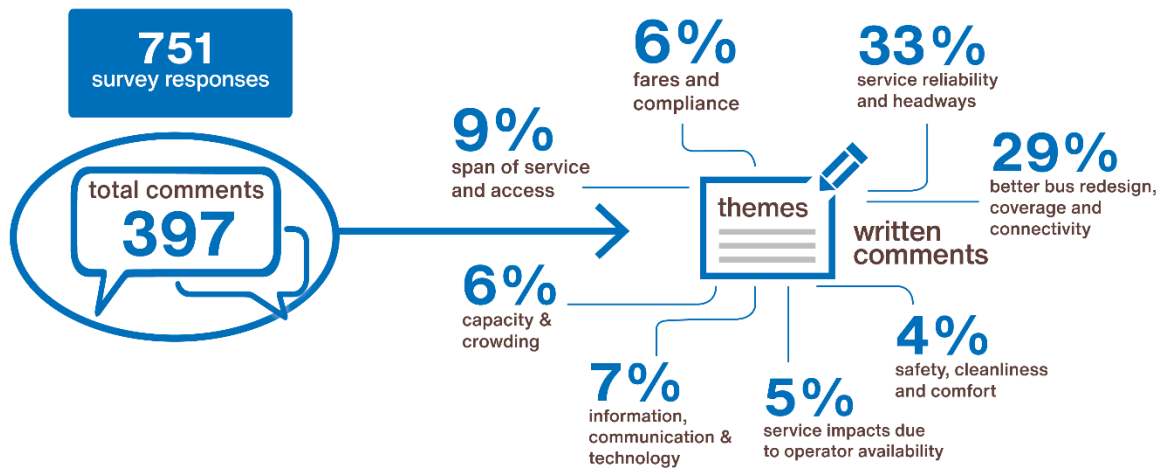 751
survey responses
total comments
397
6%
fares and
compliance
33%
service reliability
and headways
9%
span of service
and access
29%
better bus redesign,
coverage and
connectivity
themes
written
comments
6%
capacity &
crowding
4%
safety, cleanliness
and comfort
7%
information,
communication &
technology
5%
service impacts due
to operator availability